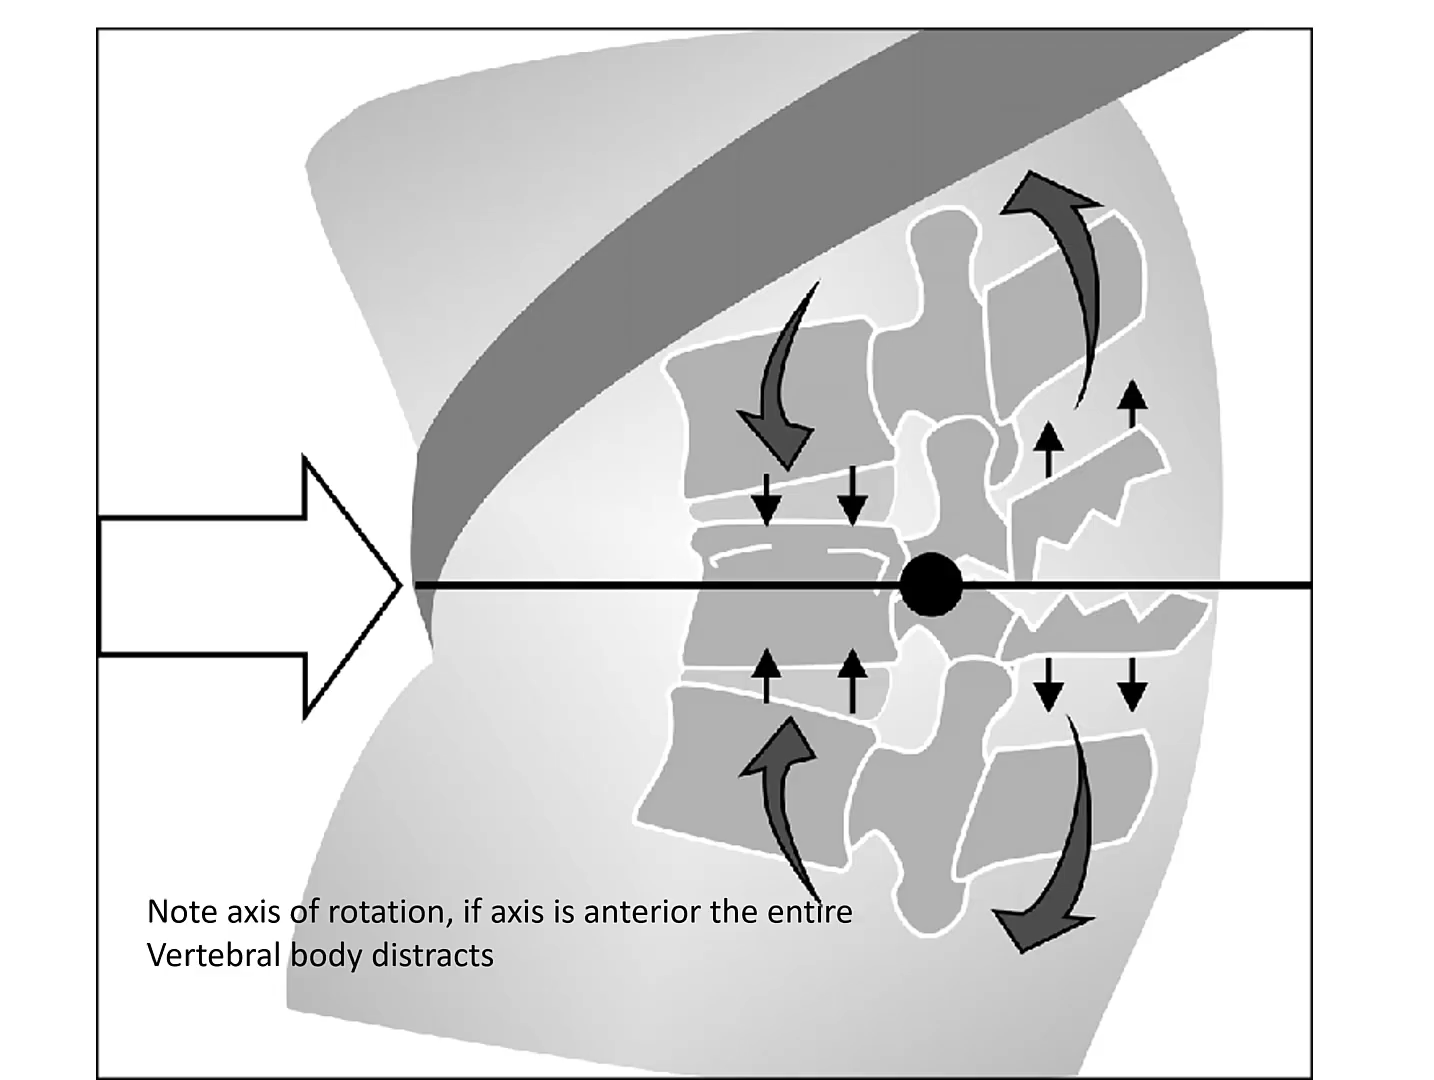 Note axis of rotation, if axis is anterior the entire
Vertebral body distracts